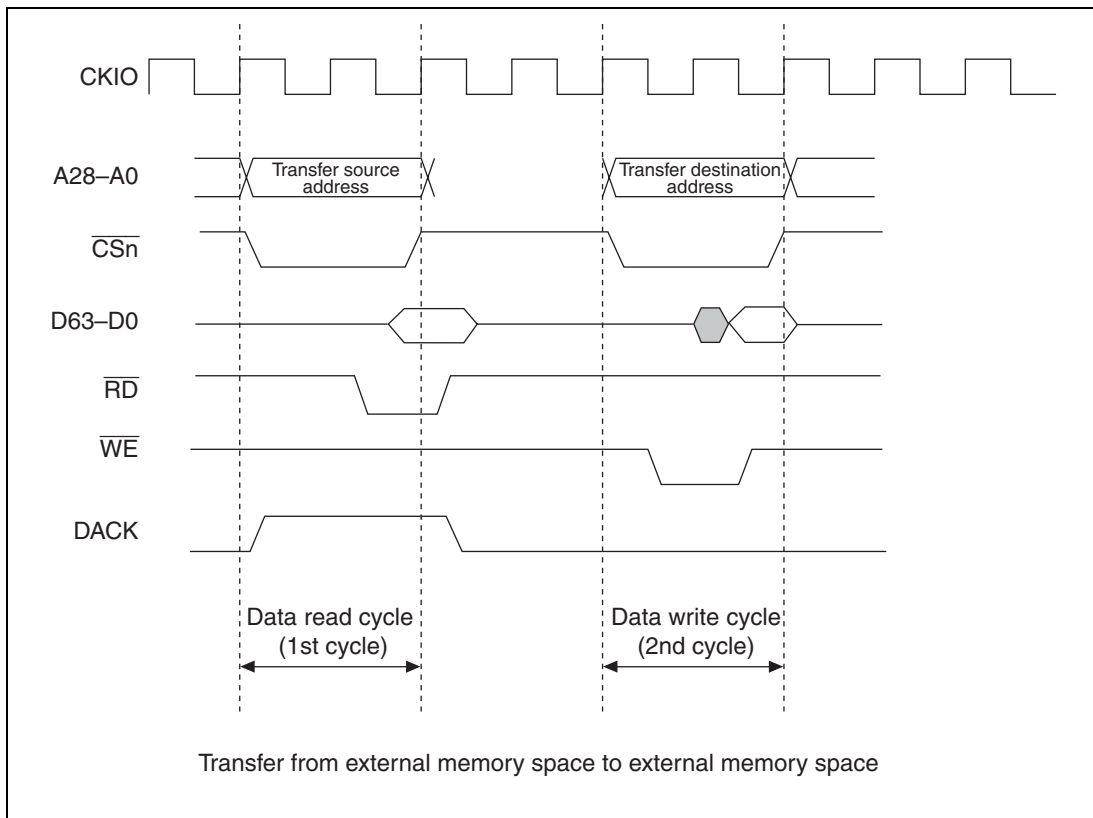 CKIO
A28–A0
Transfer source
address
Transfer destination
address
CSn
D63–D0
RD
WE
DACK
Data read cycle
(1st cycle)
Data write cycle
(2nd cycle)
Transfer from external memory space to external memory space